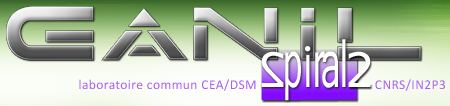 GANIL
spiral2
laboratoire commun CEA/DSM CNRS/IN2P3